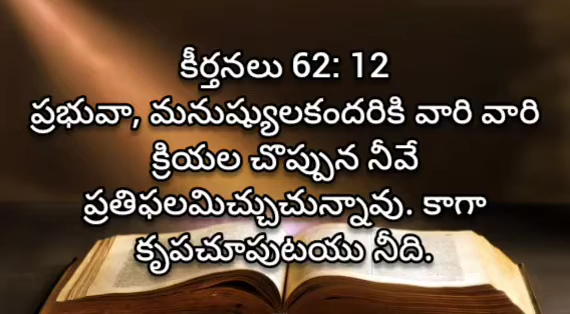 కీర్తనలు 62: 12
ప్రభువా, మనుష్యులకందరికి వారి వారి
క్రియల చొప్పున నీవే
ప్రతిఫలమిచ్చుచున్నావు. కాగా
కృపచూపుటయు నీది.